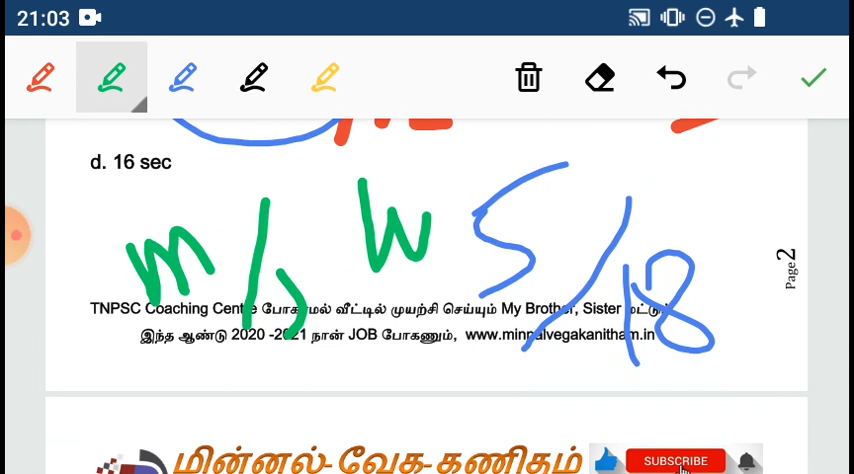 21:03
d. 16 sec
m/s 5/18
Page 2
TNPSC Coaching Centre போகாமல் வீட்டில் முயற்சி செய்யும் My Brother, Sister மட்டும்
இந்த ஆண்டு 2020 -2021 நான் JOB போகணும், www.minnalvegakanitham.in
மின்னல்-வேக-கணிதம்
SUBSCRIBE